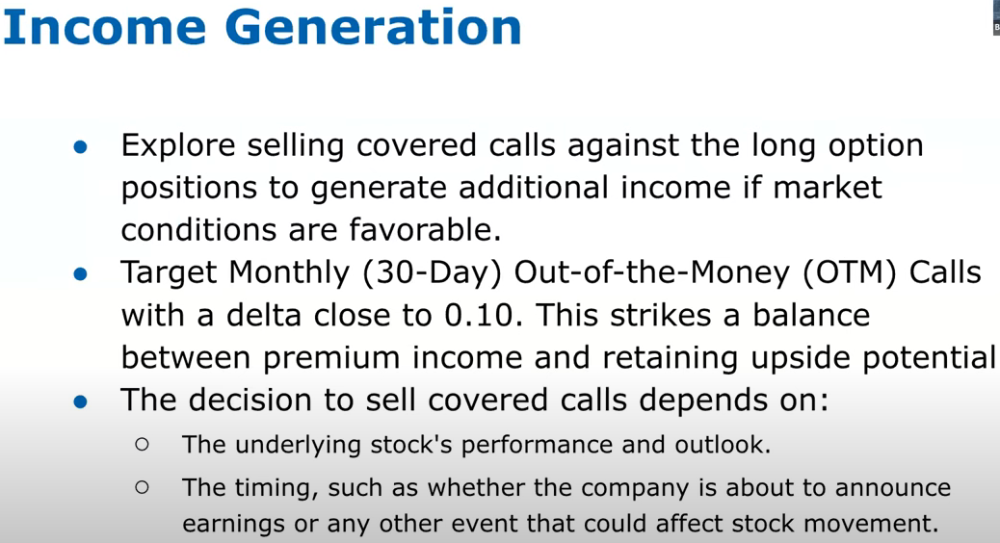 Income Generation
● Explore selling covered calls against the long option
positions to generate additional income if market
conditions are favorable.
● Target Monthly (30-Day) Out-of-the-Money (OTM) Calls
with a delta close to 0.10. This strikes a balance
between premium income and retaining upside potential
● The decision to sell covered calls depends on:
○ The underlying stock's performance and outlook.
○ The timing, such as whether the company is about to announce
earnings or any other event that could affect stock movement.